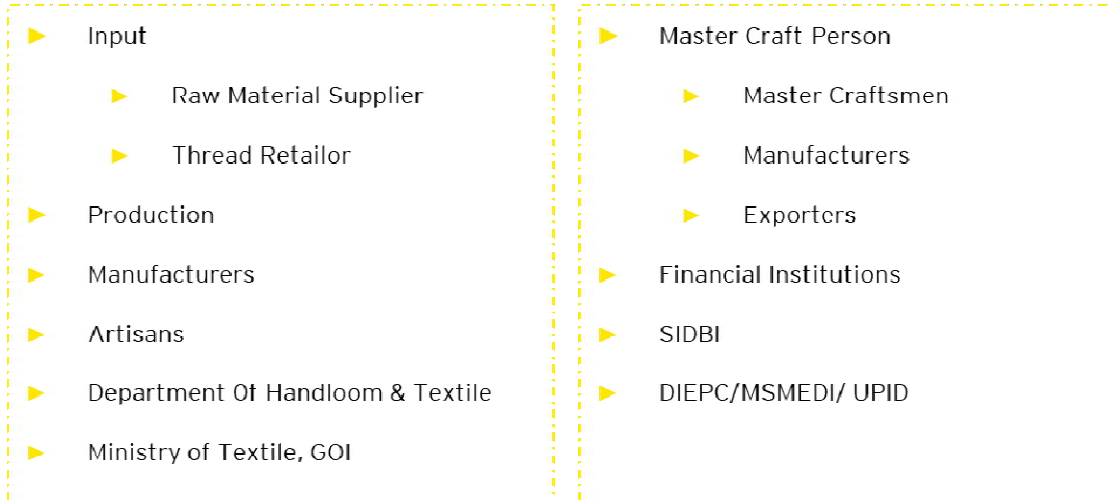 Input
Raw Material Supplier
Thread Retailor
Production
Manufacturers
Artisans
Department Of Handloom & Textile
Ministry of Textile, GOI
Master Craft Person
Master Craftsmen
Manufacturers
Exporters
Financial Institutions
SIDBI
DIEPC/MSMEDI/ UPID